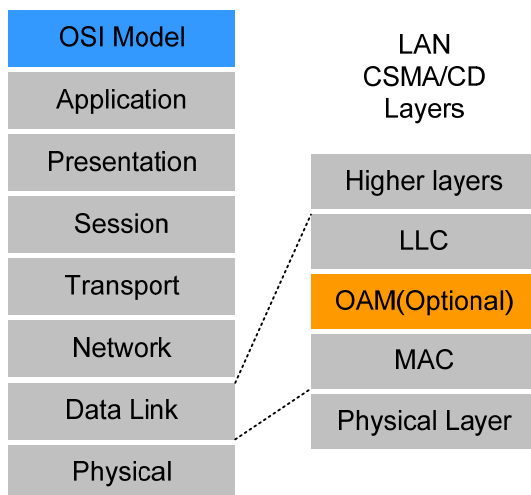 OSI Model
Application
Presentation
Session
Transport
Network
Data Link
Physical
LAN
CSMA/CD
Layers
Higher layers
LLC
OAM(Optional)
MAC
Physical Layer